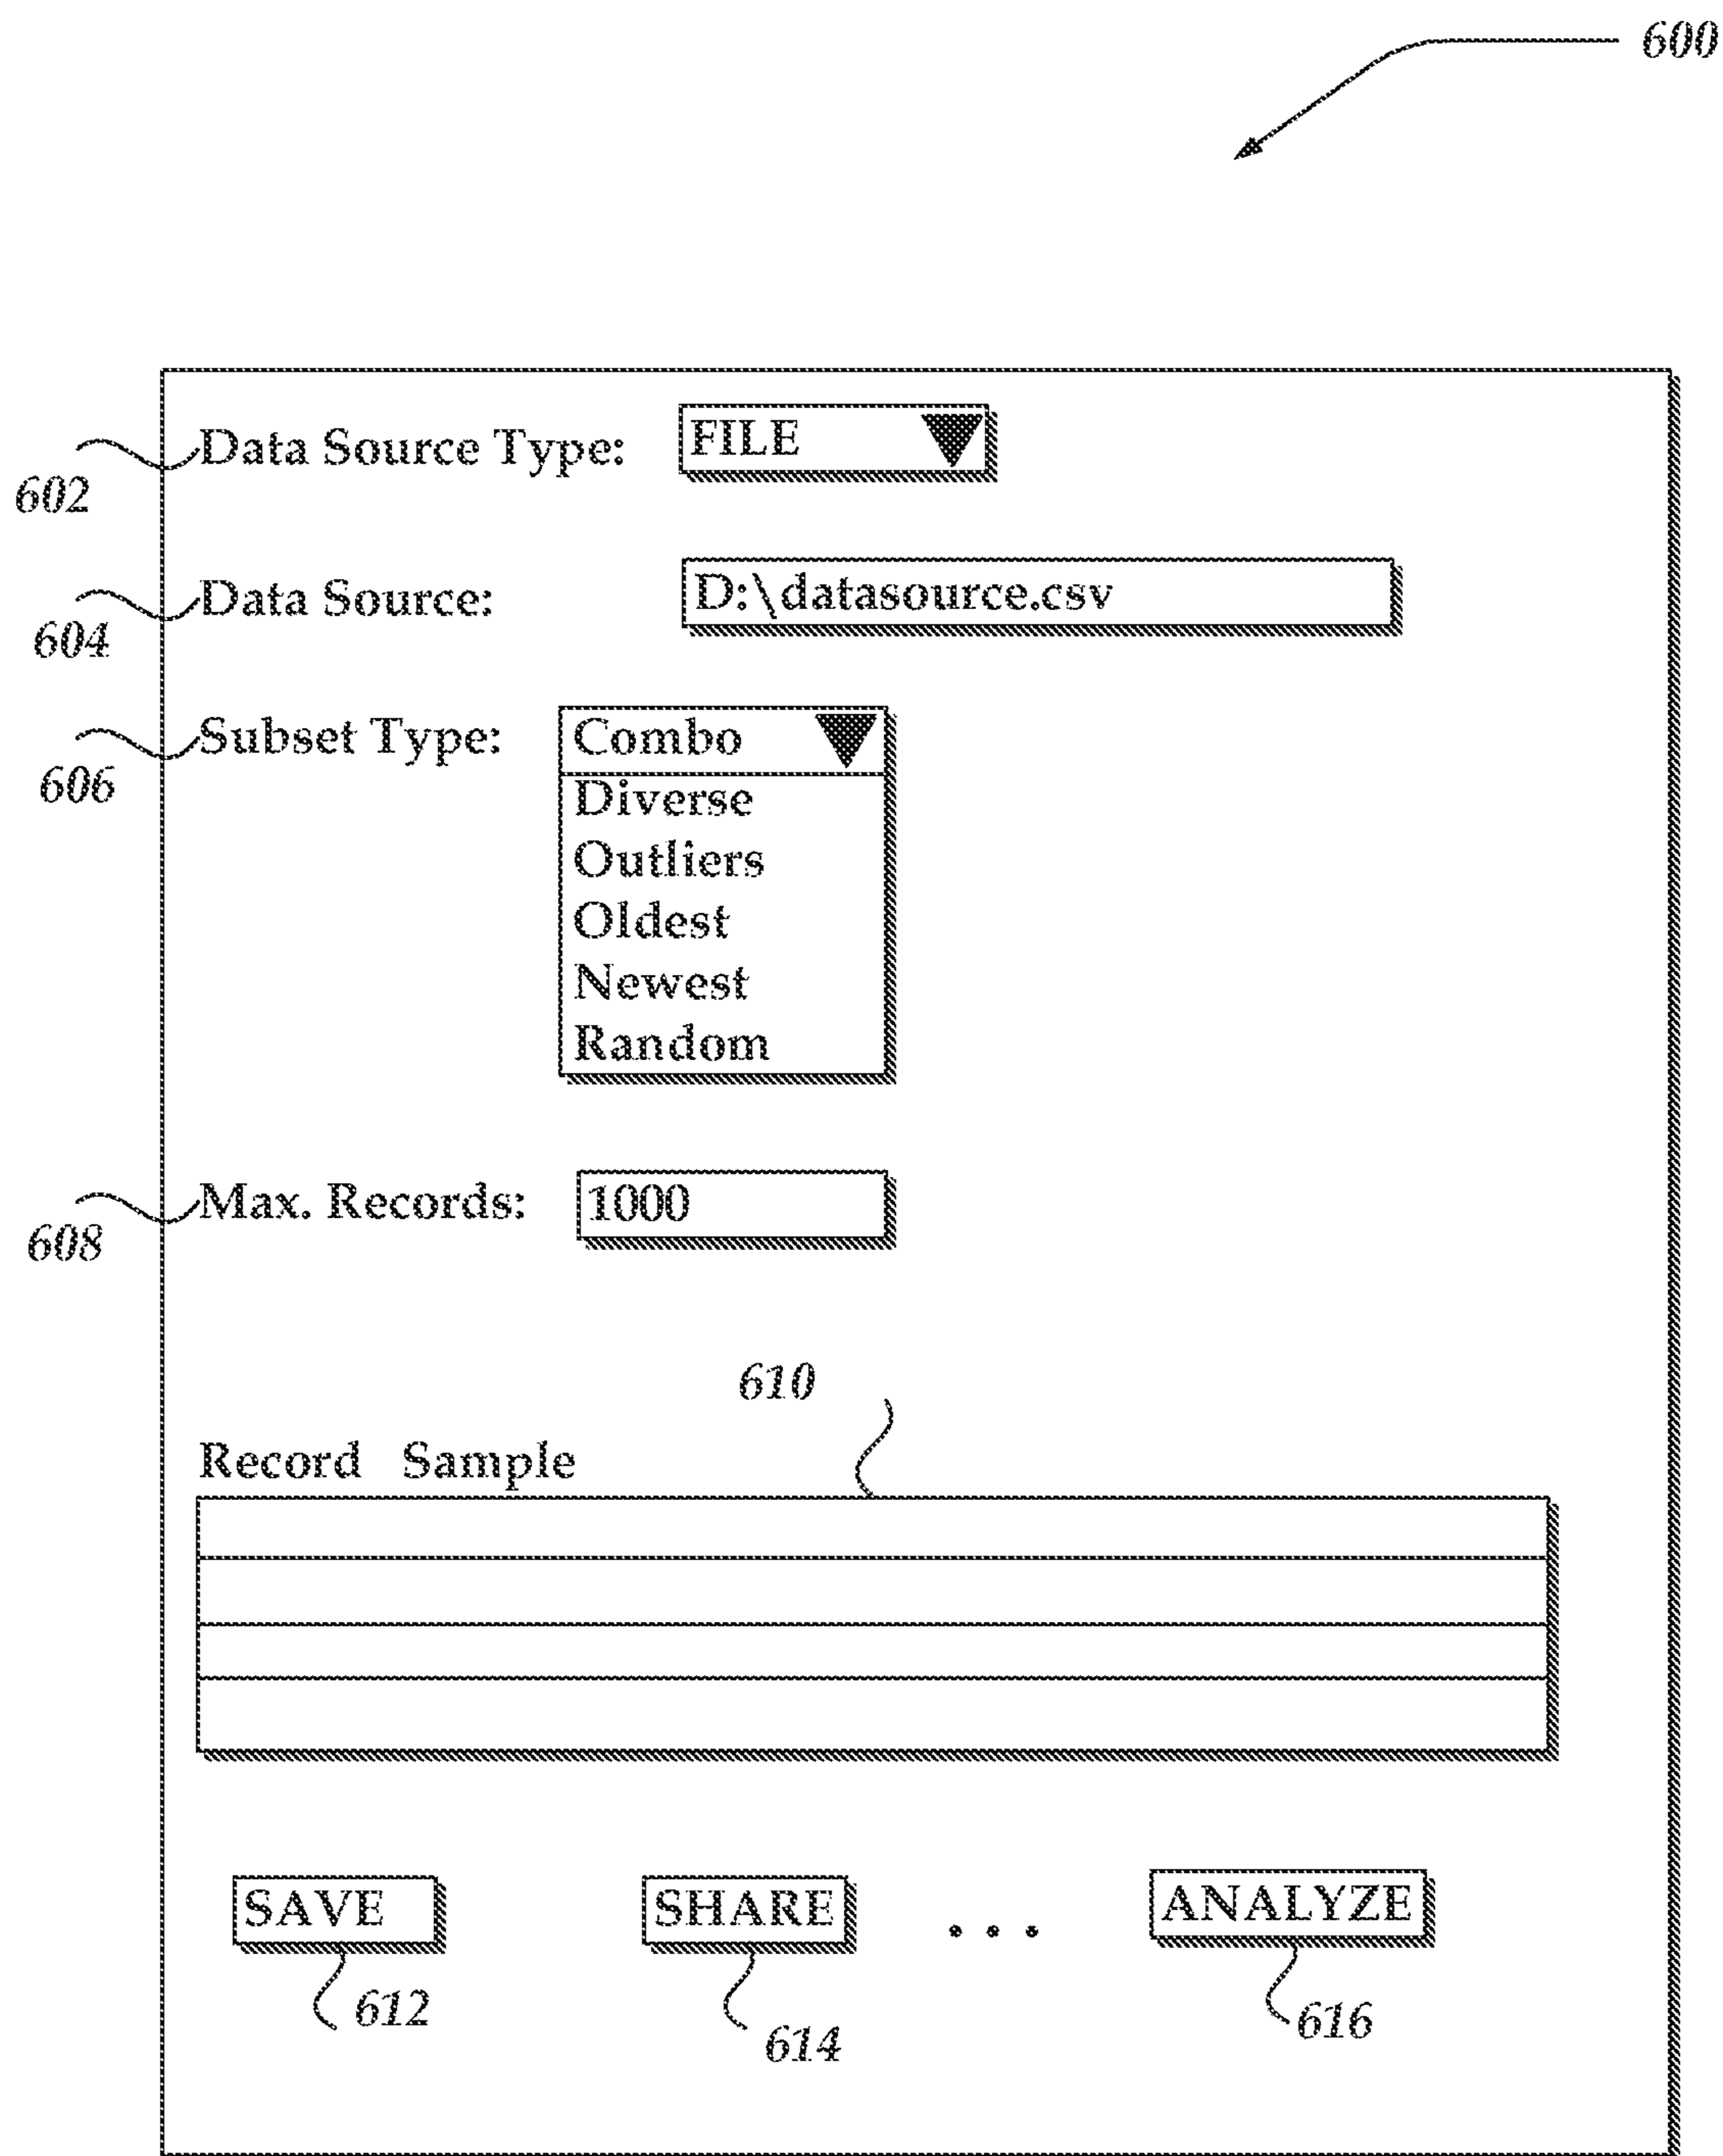 600
Data Source Type: FILE
602
Data Source: D:\datasource.csv
604
Subset Type: Combo
606
Diverse
Outliers
Oldest
Newest
Random
Max. Records: 1000
608
610
Record Sample
SAVE SHARE ... ANALYZE
612 614 616